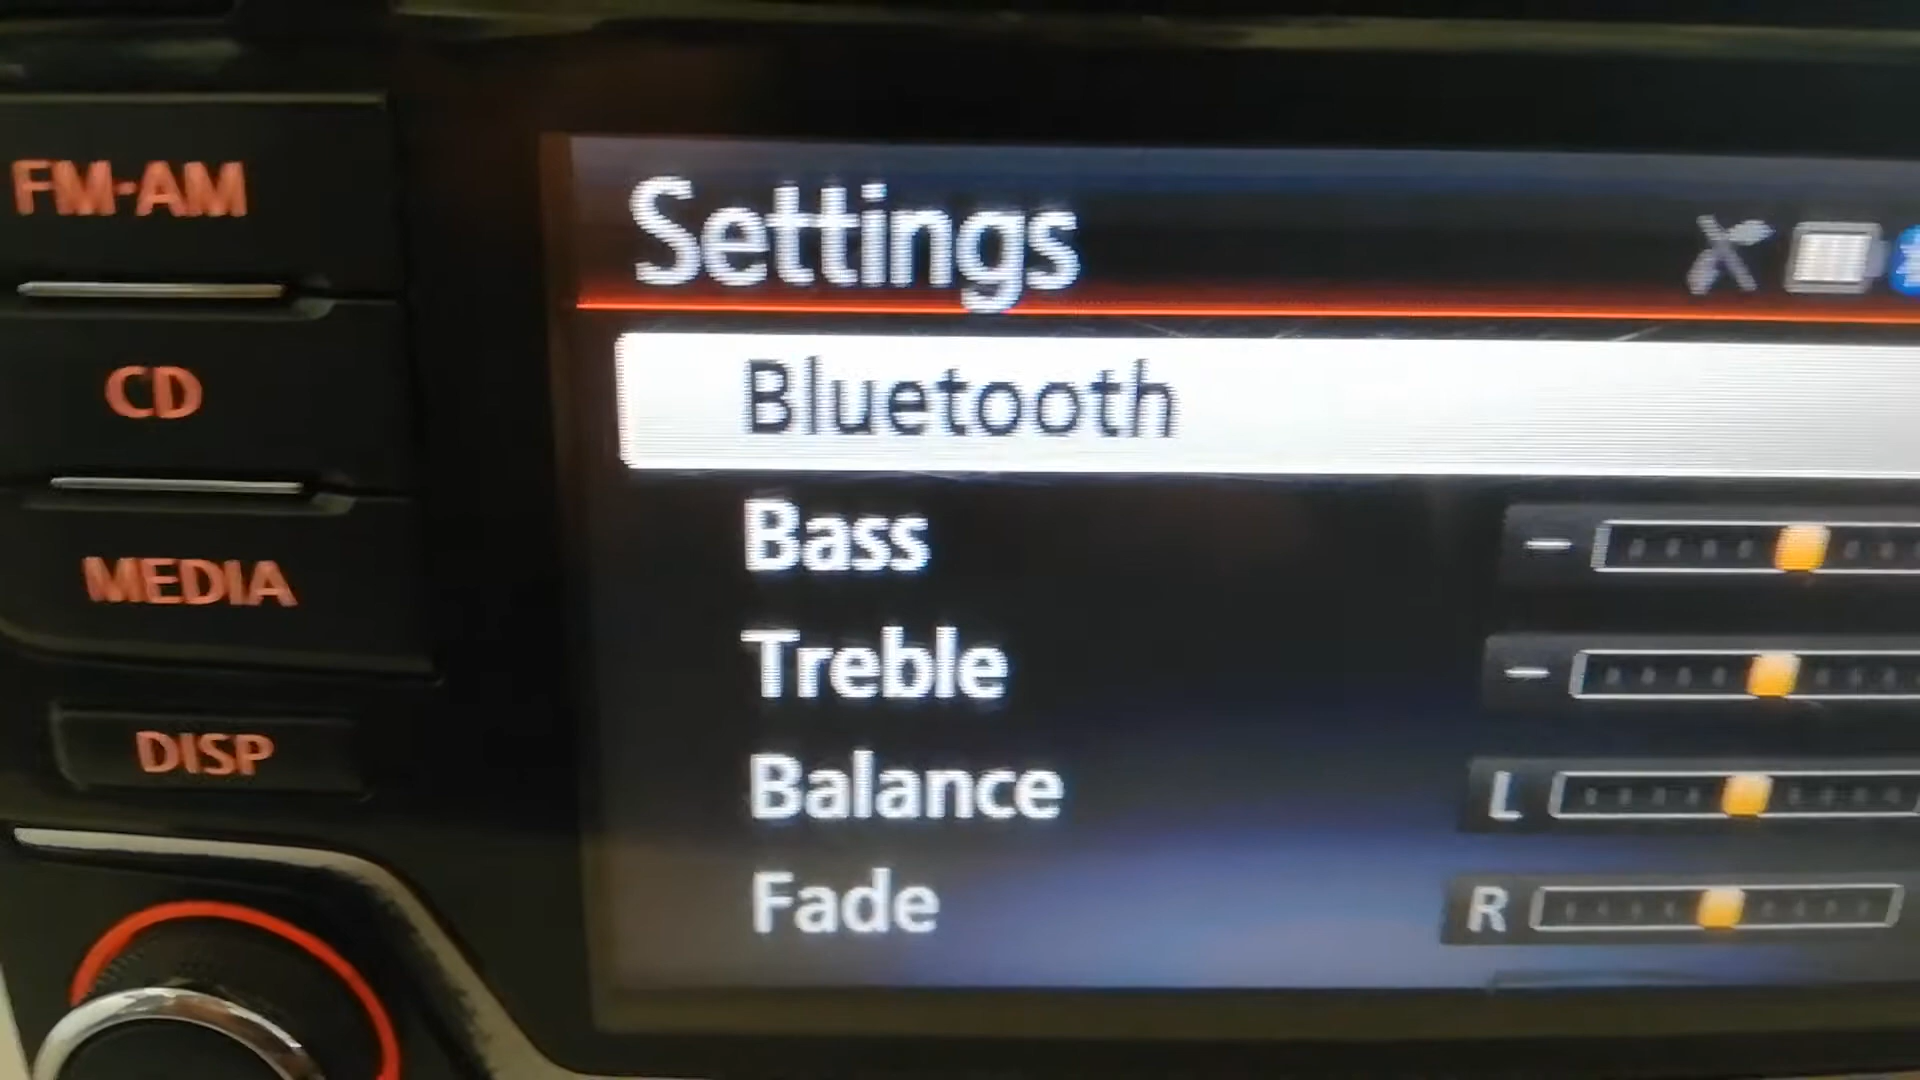 FM·AM
CD
MEDIA
DISP
Settings
Bluetooth
Bass
Treble
Balance
L
Fade
R